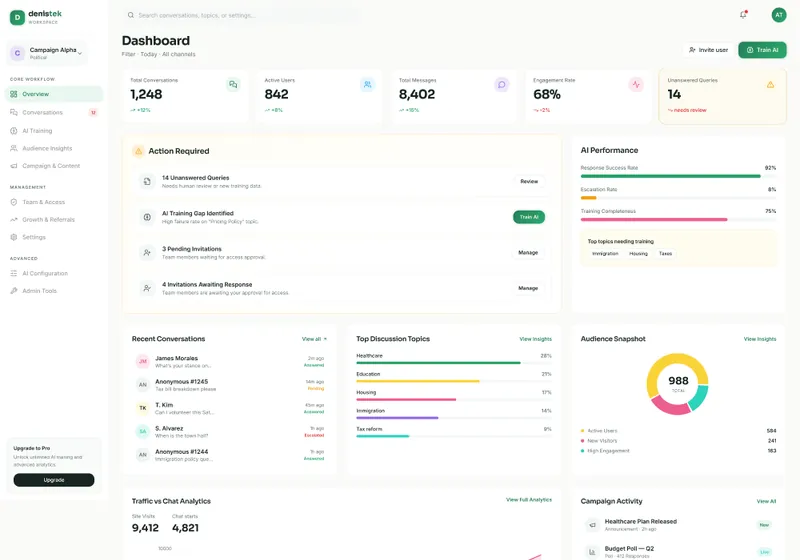 D
denistek
WORKSPACE
Search conversations, topics, or settings...
AT
C
Campaign Alpha
Political
CORE WORKFLOW
Overview
Conversations
12
AI Training
Audience Insights
Campaign & Content
MANAGEMENT
Team & Access
Growth & Referrals
Settings
ADVANCED
AI Configuration
Admin Tools
Upgrade to Pro
advanced analytics.
Upgrade
Dashboard
Filter · Today · All channels
Invite user
Train AI
Total Conversations
1,248
+12%
Active Users
842
+8%
Total Messages
8,402
+15%
Engagement Rate
68%
-2%
Unanswered Queries
14
needs review
Action Required
14 Unanswered Queries
Needs human review or new training data.
Review
AI Training Gap Identified
High failure rate on "Pricing Policy" topic.
Train AI
3 Pending Invitations
Team members waiting for access approval.
Manage
4 Invitations Awaiting Response
Team members are awaiting your approval for access.
Manage
AI Performance
Response Success Rate
92%
Escalation Rate
8%
Training Completeness
75%
Top topics needing training
Immigration
Housing
Taxes
Recent Conversations
View all
JM
James Morales
2m ago
What's your stance on...
Answered
AN
Anonymous #1245
14m ago
Tax bill breakdown please
Pending
TK
T. Kim
Can I volunteer this Sat...
Answered
SA
S. Alvarez
1h ago
When is the town hall?
Escalated
AN
Anonymous #1244
1h ago
Immigration policy que...
Answered
Top Discussion Topics
View Insights
Healthcare
28%
Education
21%
Housing
17%
Immigration
14%
Tax reform
9%
Audience Snapshot
View Insights
988
TOTAL
Active Users
584
New Visitors
241
High Engagement
163
Traffic vs Chat Analytics
View Full Analytics
Site Visits
9,412
Chat starts
4,821
10000
Campaign Activity
View All
Healthcare Plan Released
Announcement · 2h ago
New
Budget Poll — Q2
Poll · 412 Responses
Live